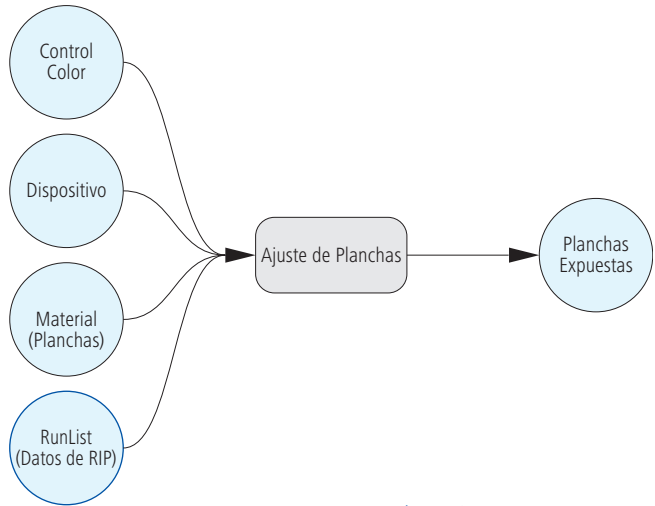 Control
Color
Dispositivo
Material
(Planchas)
RunList
(Datos de RIP)
Ajuste de Planchas
Planchas
Expuestas